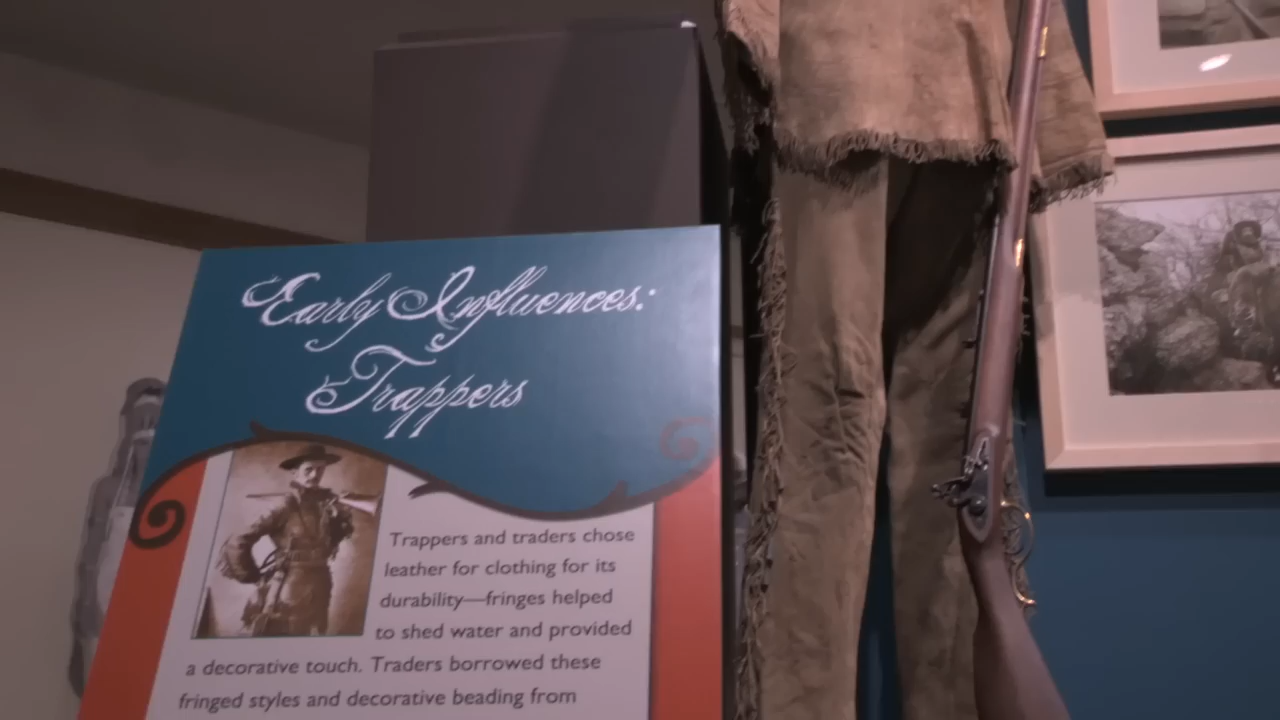 Early Influences:
Trappers
Trappers and traders chose
leather for clothing for its
durability—fringes helped
to shed water and provided
a decorative touch. Traders borrowed these
fringed styles and decorative beading from